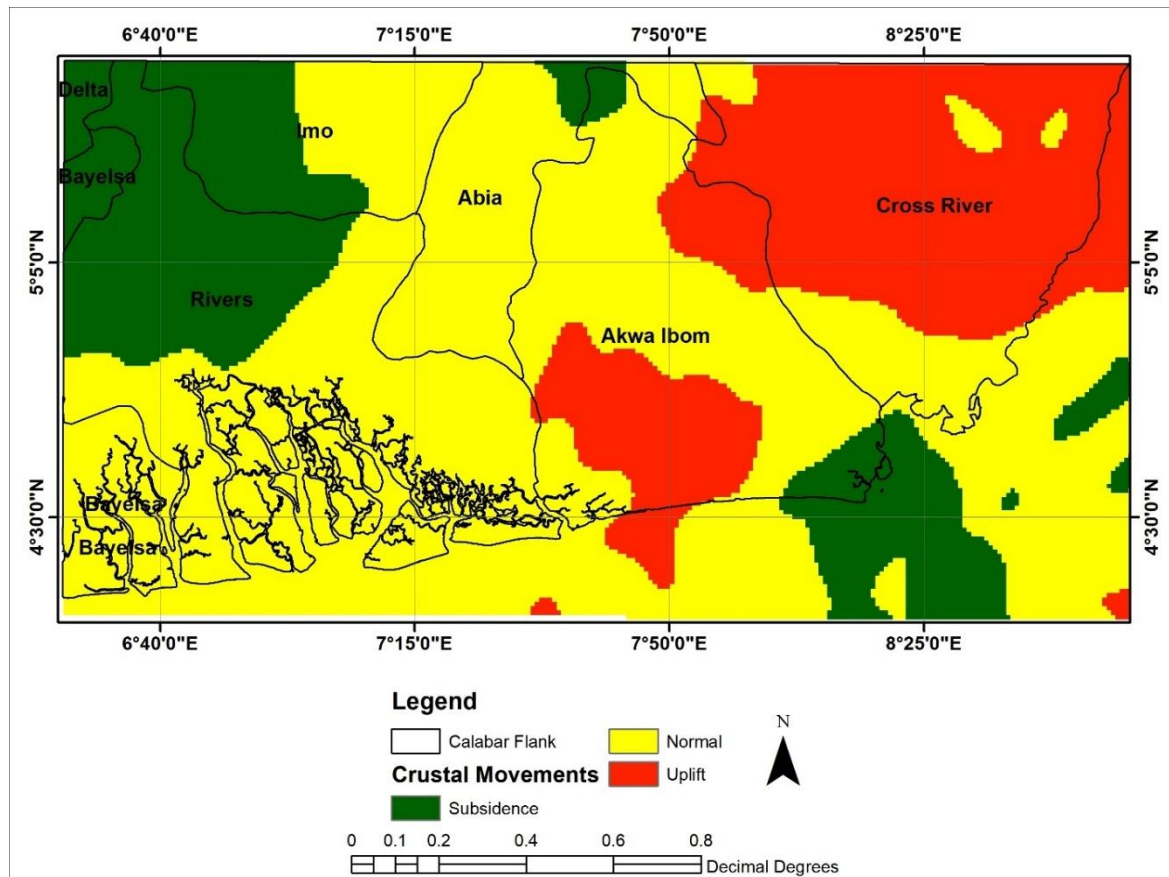 6°40'0"E 7°15'0"E 7°50'0"E 8°25'0"E
Delta
Imo
Bayelsa
Abia
Cross River
5°5'0"N 5°5'0"N
Rivers
Akwa Ibom
Bayelsa
4°30'0"N 4°30'0"N
Bayelsa
6°40'0"E 7°15'0"E 7°50'0"E 8°25'0"E
Legend
Calabar Flank
Normal
Crustal Movements
Uplift
Subsidence
N
0 0.1 0.2 0.4 0.6 0.8
Decimal Degrees